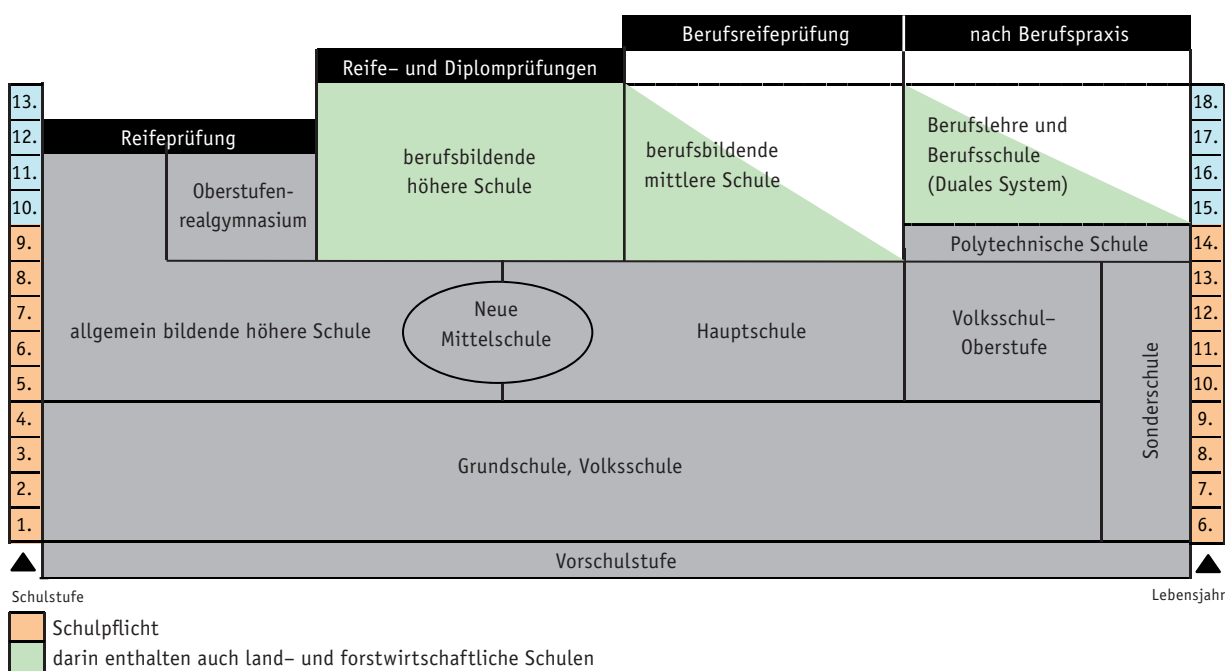 Berufsreifeprüfung
nach Berufspraxis
Reife– und Diplomprüfungen
Reifeprüfung
13.
12.
11.
10.
9.
8.
7.
6.
5.
4.
3.
2.
1.
Oberstufen-
realgymnasium
berufsbildende
höhere Schule
berufsbildende
mittlere Schule
Berufslehre und
Berufsschule
(Duales System)
Polytechnische Schule
allgemein bildende höhere Schule
Neue
Mittelschule
Hauptschule
Volksschul–
Oberstufe
Sonderschule
Grundschule, Volksschule
Vorschulstufe
18.
17.
16.
15.
14.
13.
12.
11.
10.
9.
8.
7.
6.
Schulstufe
Lebensjahr
Schulpflicht
darin enthalten auch land– und forstwirtschaftliche Schulen